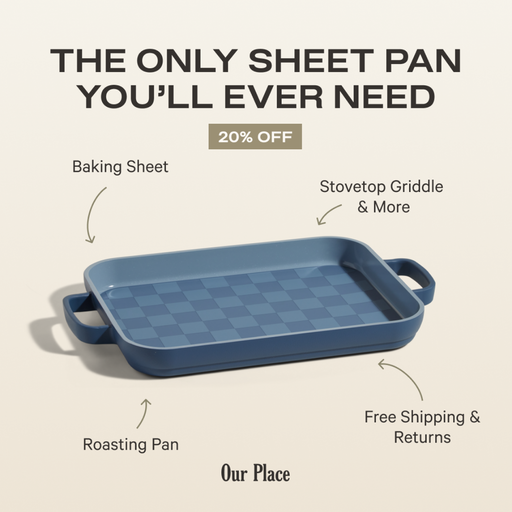 THE ONLY SHEET PAN
YOU'LL EVER NEED
20% OFF
Baking Sheet
Stovetop Griddle
& More
Free Shipping &
Returns
Roasting Pan
Our Place